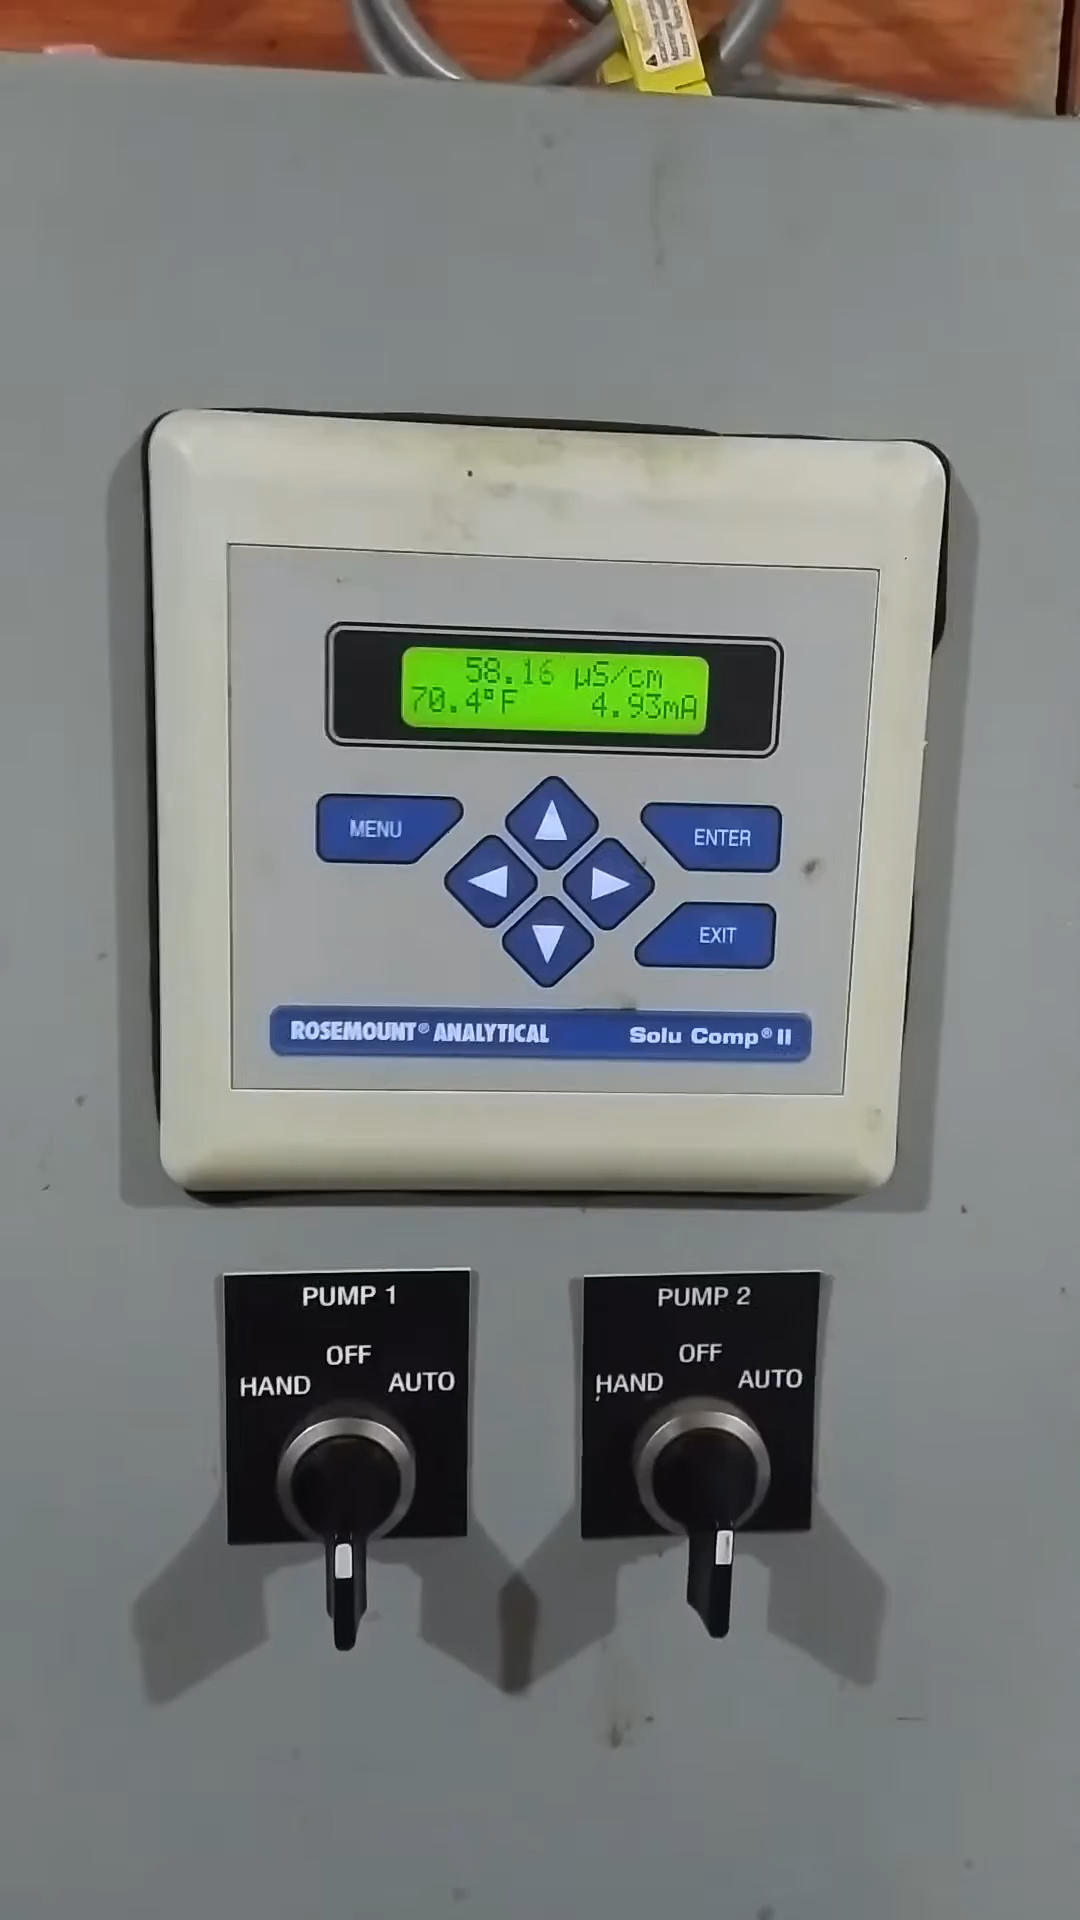 58.16 µS/cm
70.4°F 4.93mA
MENU
ENTER
EXIT
ROSEMOUNT® ANALYTICAL Solu Comp® II
PUMP 1
OFF
HAND AUTO
PUMP 2
OFF
HAND AUTO